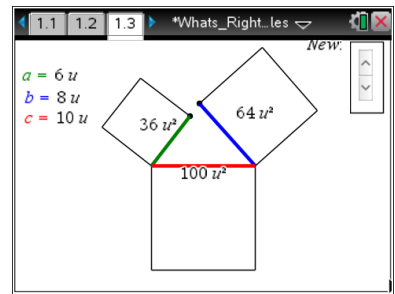 1.1 1.2 1.3 *Whats_Right…les
New:
a = 6 u
b = 8 u
c = 10 u
36 u²
64 u²
100 u²